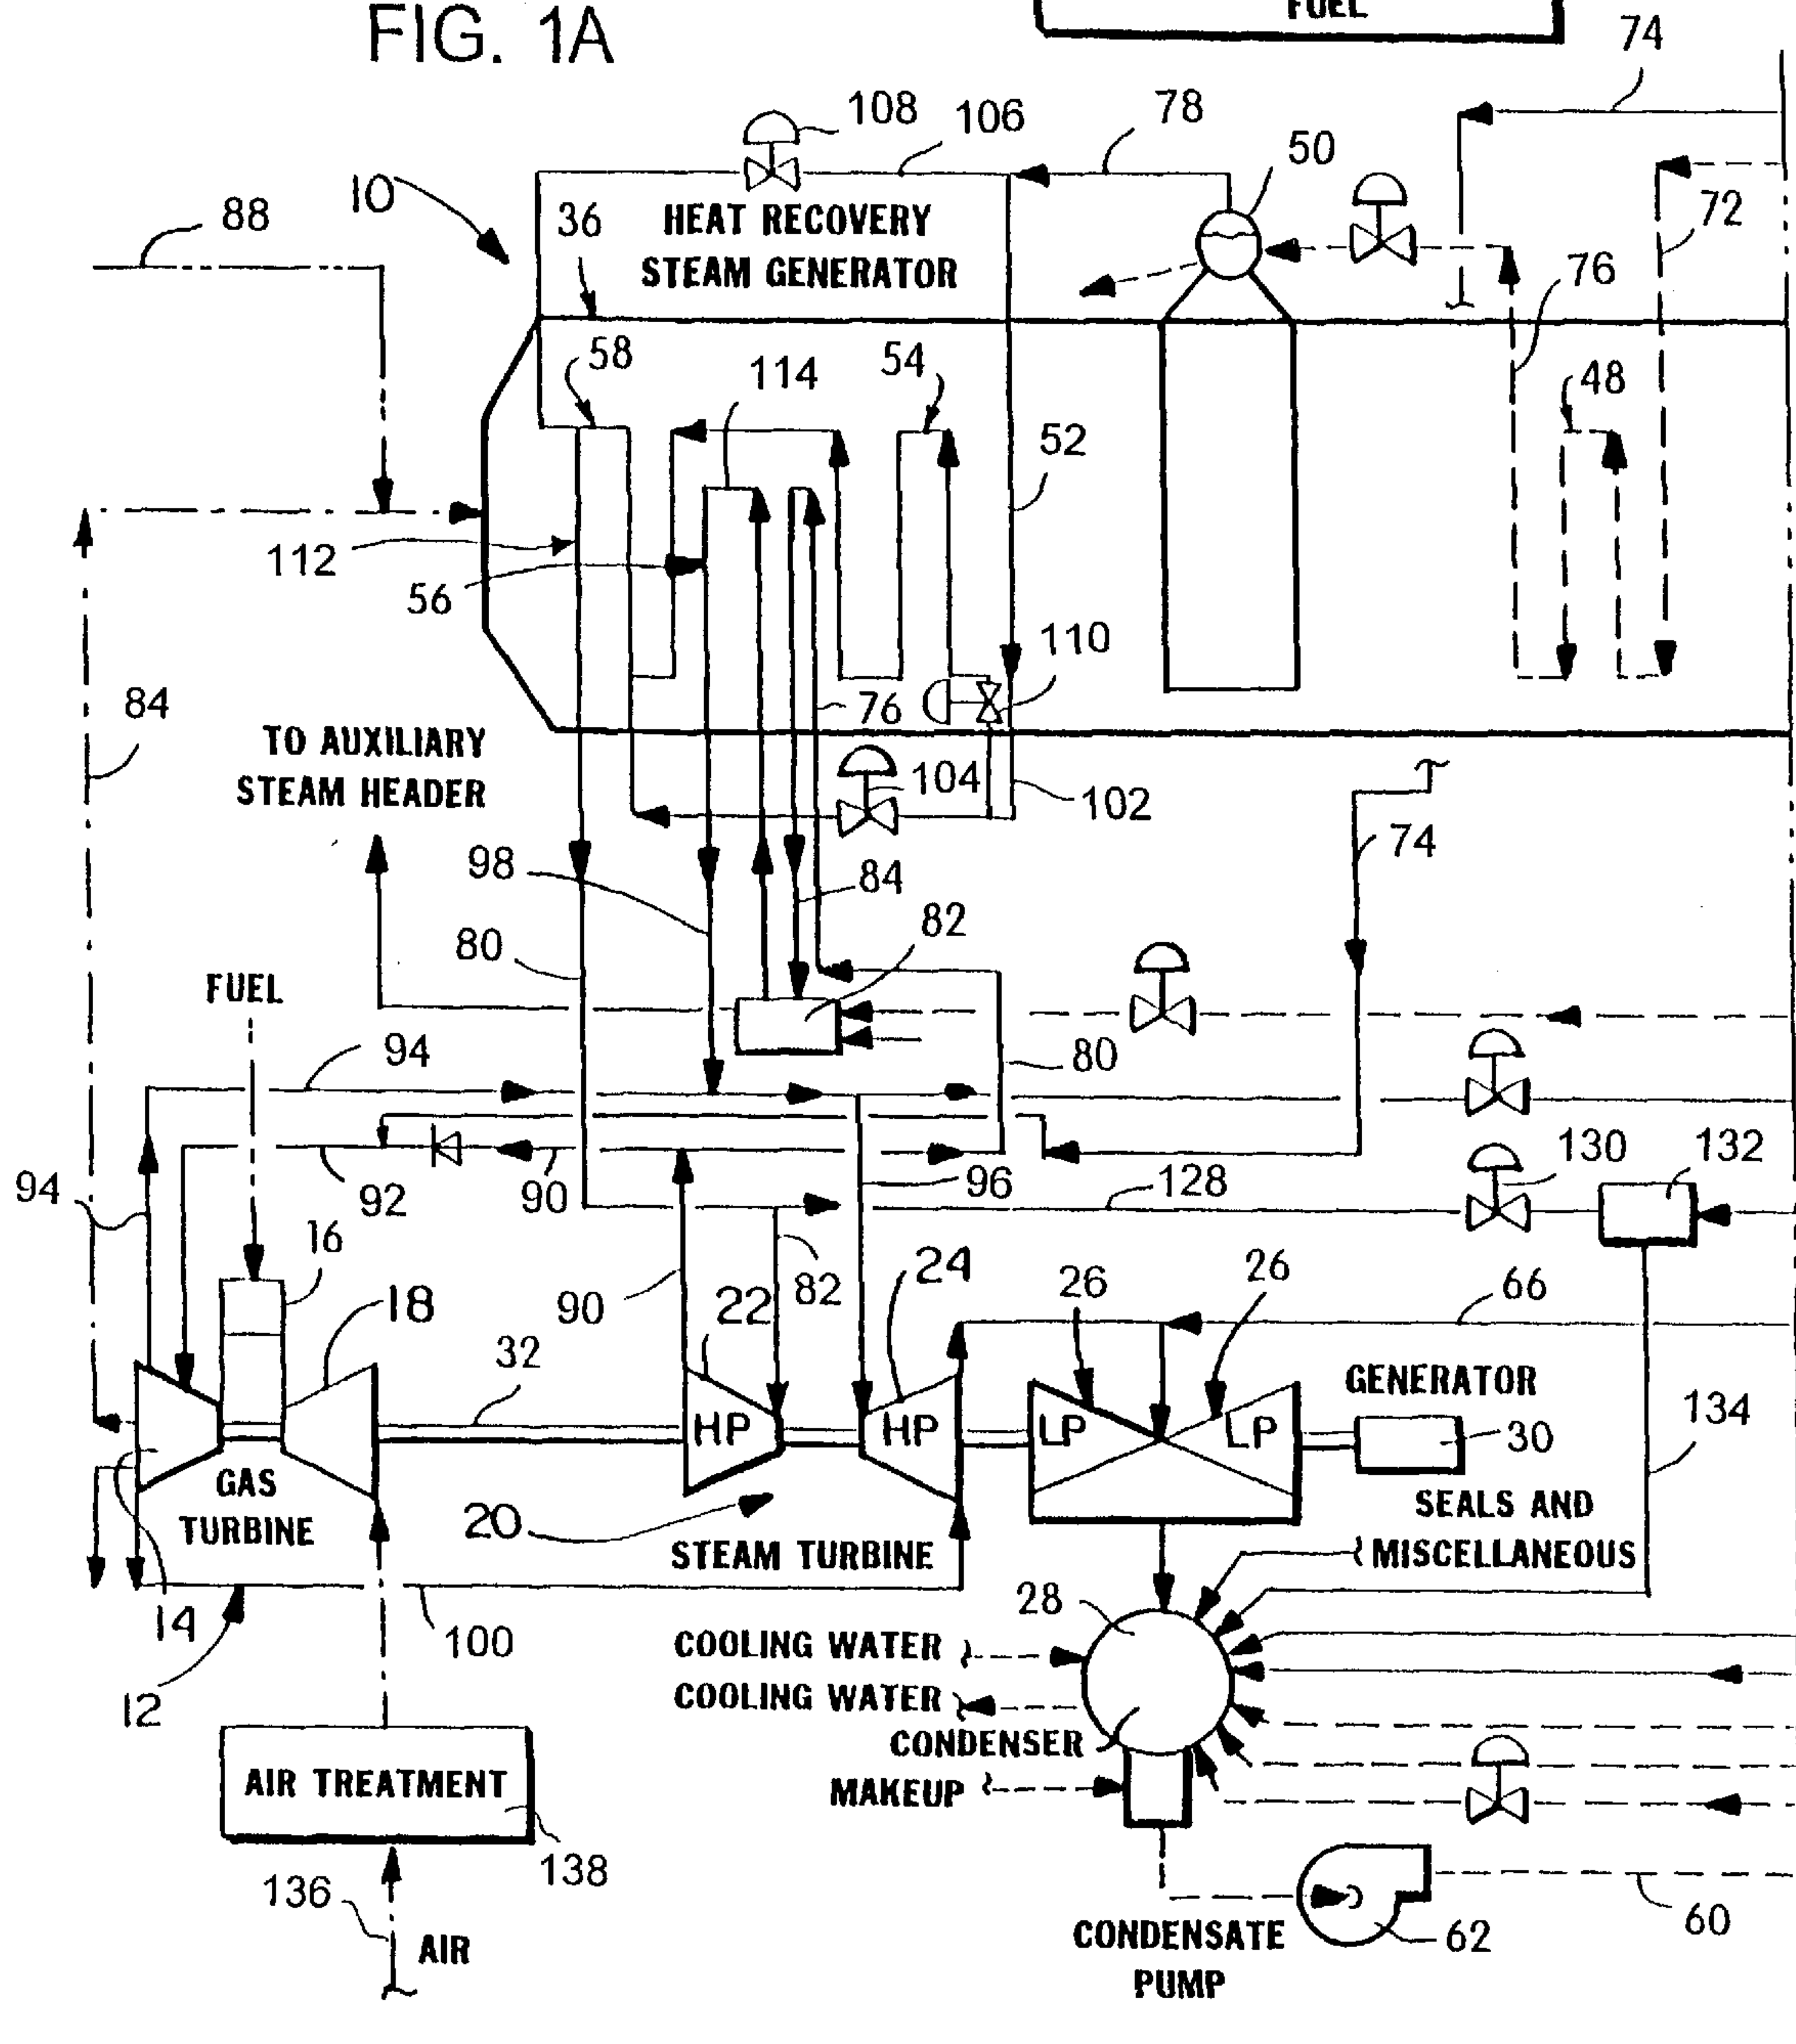 FIG. 1A
FUEL
74
108
106
78
50
10
88
36
HEAT RECOVERY
STEAM GENERATOR
72
76
58
114
54
48
52
112
56
110
84
76
TO AUXILIARY
STEAM HEADER
104
102
74
98
84
82
80
FUEL
94
80
130
132
94
92
90
96
128
16
18
90
22
82
24
26
26
66
32
GENERATOR
134
HP
HP
LP
LP
30
GAS
TURBINE
20
STEAM TURBINE
SEALS AND
MISCELLANEOUS
14
100
28
12
COOLING WATER
COOLING WATER
CONDENSER
MAKEUP
AIR TREATMENT
138
136
AIR
CONDENSATE
PUMP
62
60